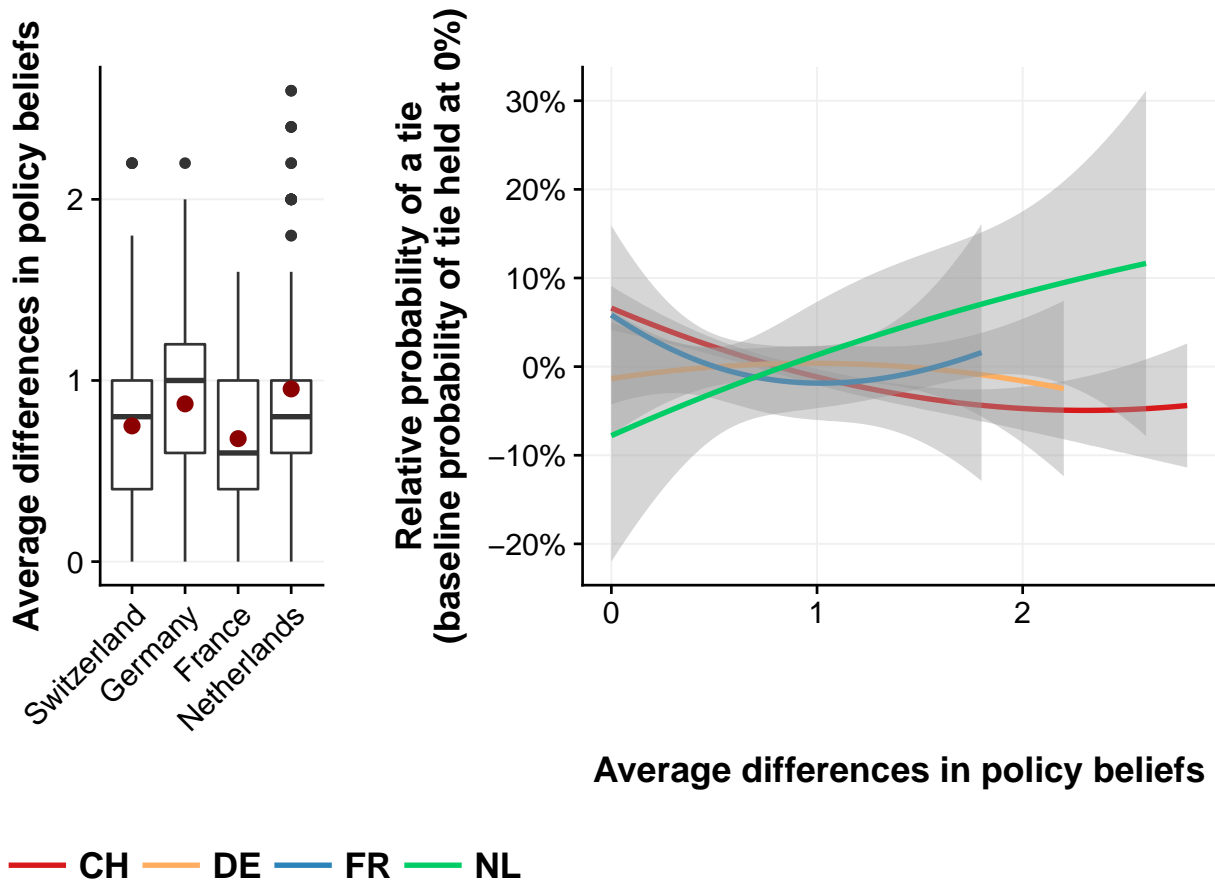 Average differences in policy beliefs
2
1
0
Switzerland
Germany
France
Netherlands
Relative probability of a tie
(baseline probability of tie held at 0%)
30%
20%
10%
0%
−10%
−20%
0
1
2
Average differences in policy beliefs
CH DE FR NL